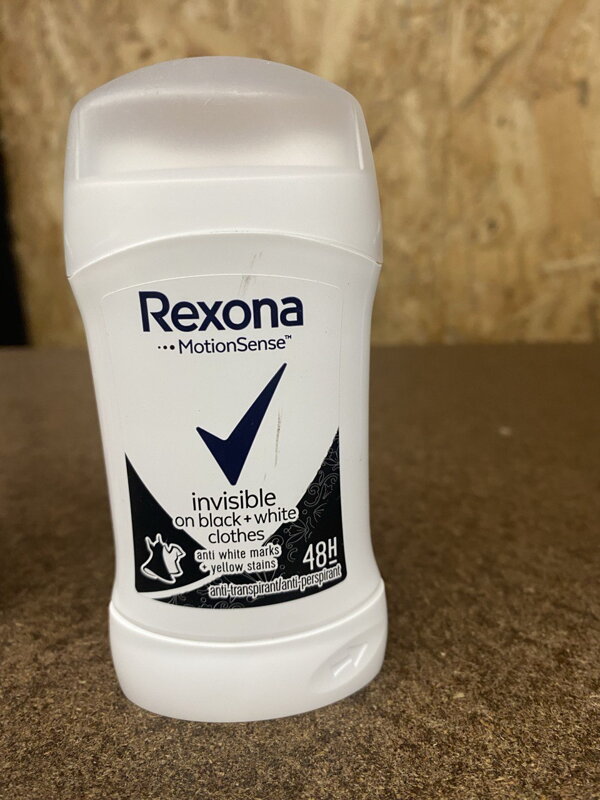 Rexona
MotionSense™
invisible
on black + white
clothes
anti white marks
+ yellow stains
48H
anti-transpirant/anti-perspirant